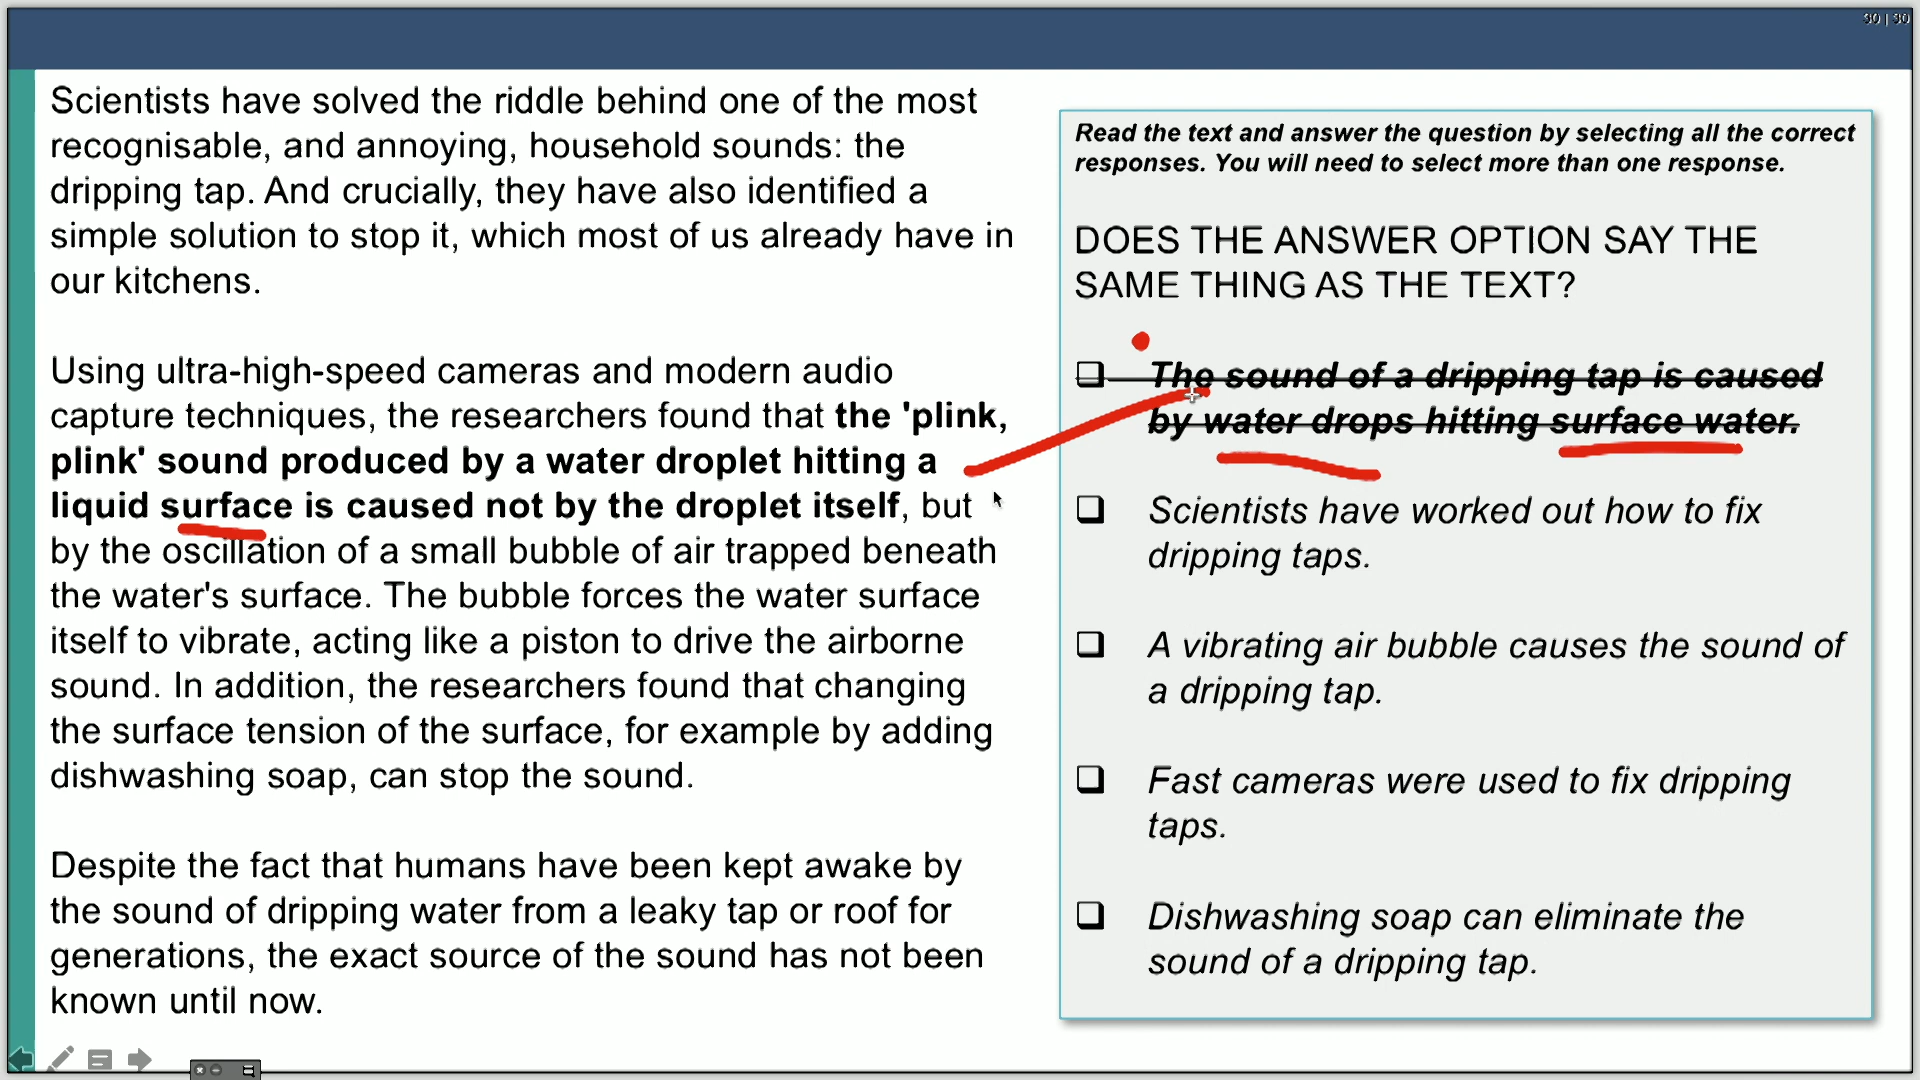 90 | 90
Scientists have solved the riddle behind one of the most
recognisable, and annoying, household sounds: the
dripping tap. And crucially, they have also identified a
simple solution to stop it, which most of us already have in
our kitchens.
Using ultra-high-speed cameras and modern audio
capture techniques, the researchers found that the 'plink,
plink' sound produced by a water droplet hitting a
liquid surface is caused not by the droplet itself, but
by the oscillation of a small bubble of air trapped beneath
the water's surface. The bubble forces the water surface
itself to vibrate, acting like a piston to drive the airborne
sound. In addition, the researchers found that changing
the surface tension of the surface, for example by adding
dishwashing soap, can stop the sound.
Despite the fact that humans have been kept awake by
the sound of dripping water from a leaky tap or roof for
generations, the exact source of the sound has not been
known until now.
Read the text and answer the question by selecting all the correct
responses. You will need to select more than one response.
DOES THE ANSWER OPTION SAY THE
SAME THING AS THE TEXT?
The sound of a dripping tap is caused
by water drops hitting surface water.
Scientists have worked out how to fix
dripping taps.
A vibrating air bubble causes the sound of
a dripping tap.
Fast cameras were used to fix dripping
taps.
Dishwashing soap can eliminate the
sound of a dripping tap.